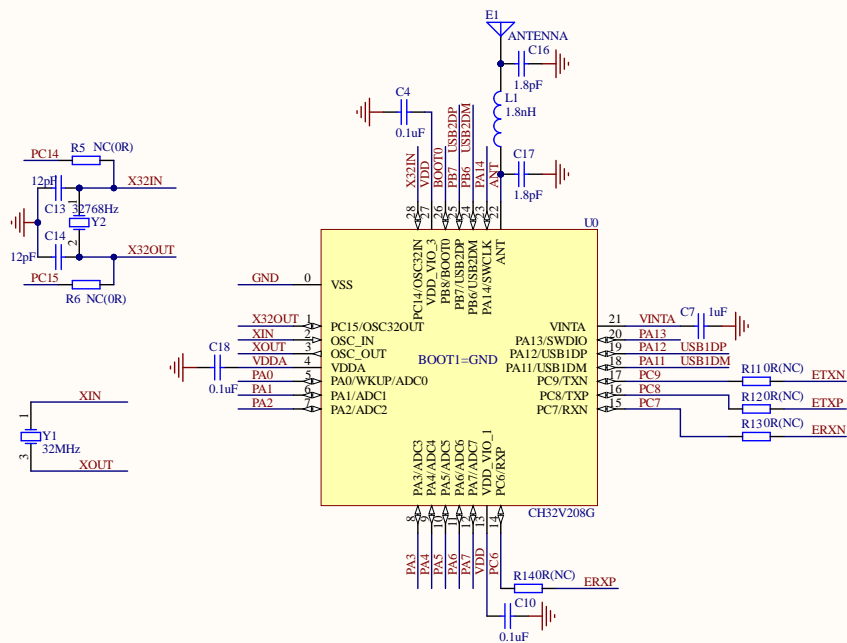 E1
ANTENNA
C16
1.8pF
L1
1.8nH
C17
1.8pF
C4
0.1uF
X32IN
VDD
BOOT0
PB7 USB2DP
PB6 USB2DM
PA14
ANT
28
27
26
25
24
23
22
PC14
R5 NC(0R)
12pF
X32IN
C13
32768Hz
1
Y2
2
C14
12pF
X32OUT
PC15
R6 NC(0R)
U0
PC14/OSC32IN
VDD_VIO_3
PB8/BOOT0
PB7/USB2DP
PB6/USB2DM
PA14/SWCLK
ANT
GND 0 VSS
X32OUT 1 PC15/OSC32OUT
XIN 2 OSC_IN
XOUT 3 OSC_OUT
VDDA 4 VDDA
PA0 5 PA0/WKUP/ADC0
PA1 6 PA1/ADC1
PA2 7 PA2/ADC2
C18
0.1uF
BOOT1=GND
VINTA 21 VINTA
C7 1uF
PA13/SWDIO 20 PA13
PA12/USB1DP 19 PA12 USB1DP
PA11/USB1DM 18 PA11 USB1DM
PC9/TXN 17 PC9 R11 0R(NC) ETXN
PC8/TXP 16 PC8 R12 0R(NC) ETXP
PC7/RXN 15 PC7 R13 0R(NC) ERXN
XIN
1
Y1
32MHz
3
XOUT
PA3/ADC3
PA4/ADC4
PA5/ADC5
PA6/ADC6
PA7/ADC7
VDD_VIO_1
PC6/RXP
CH32V208G
8
9
10
11
12
13
14
PA3
PA4
PA5
PA6
PA7
VDD
PC6
R14 0R(NC) ERXP
C10
0.1uF